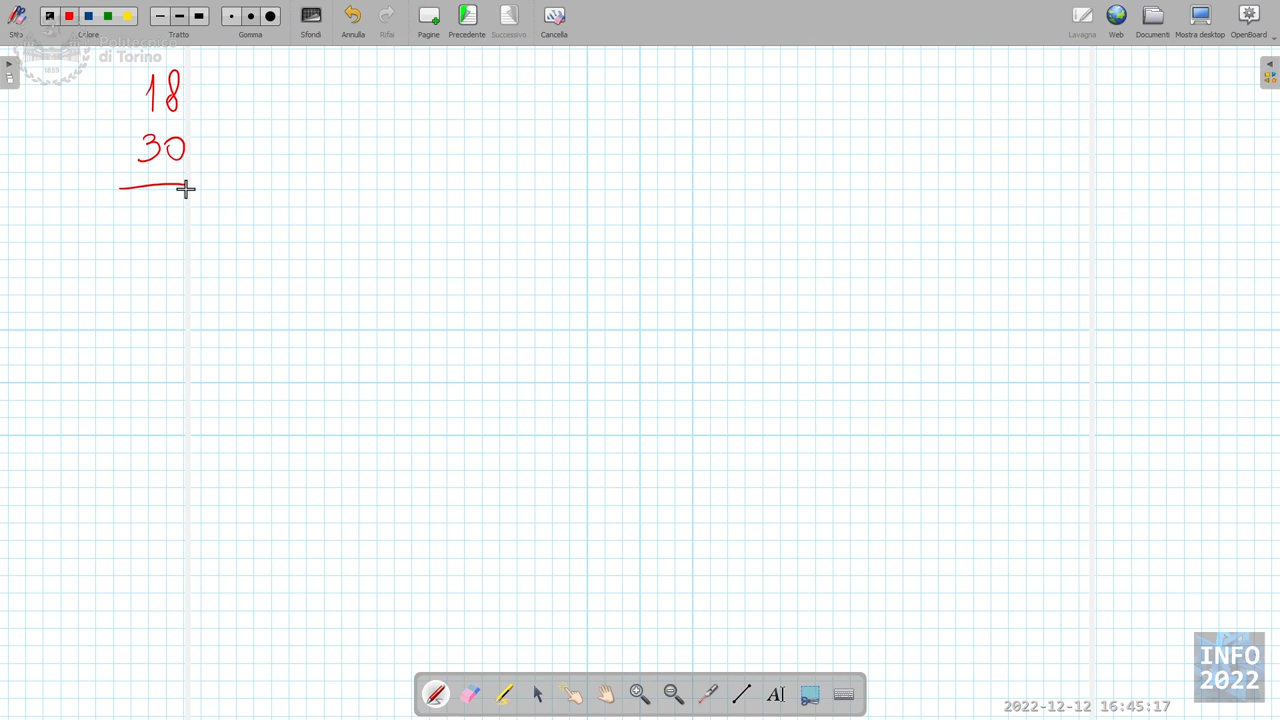 Stilo Colore Tratto Gomma Sfondi Annulla Rifai Pagine Precedente Successivo Cancella Lavagna Web Documenti Mostra desktop OpenBoard
Politecnico
di Torino
1859
18
30
INFO
2022
2022-12-12 16:45:17